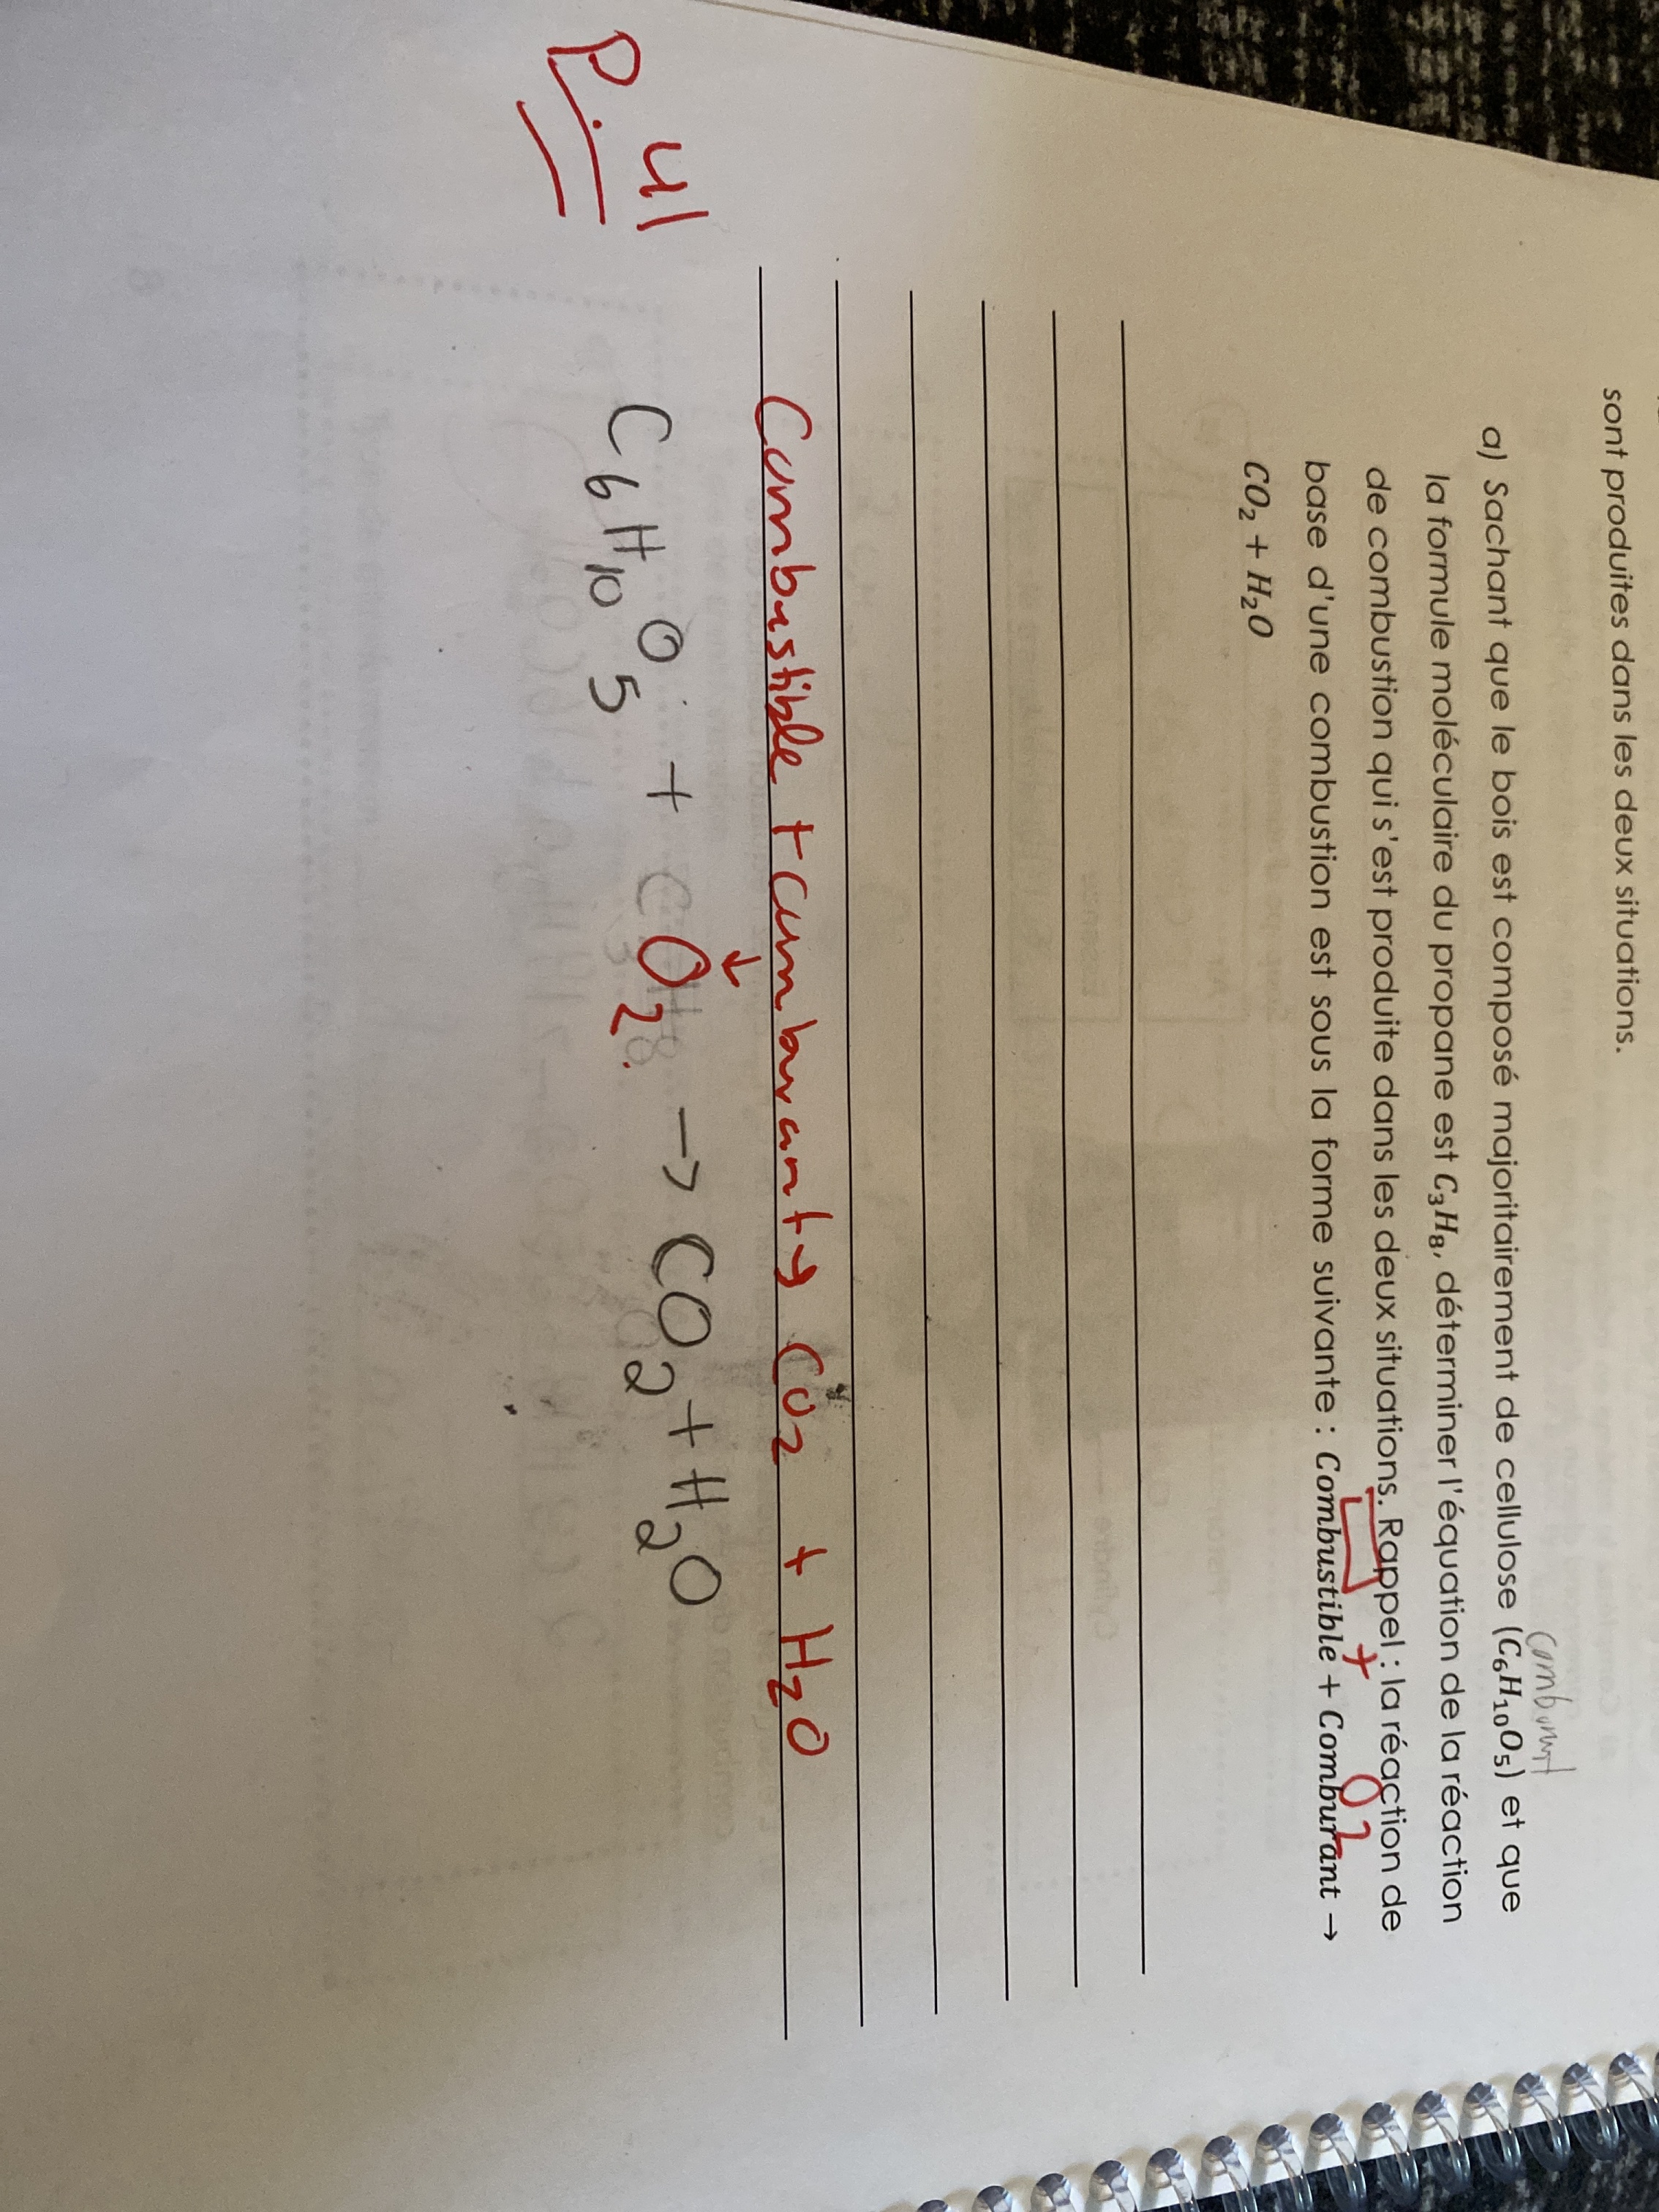 sont produites dans les deux situations.
a) Sachant que le bois est composé majoritairement de cellulose (C₆H₁₀O₅) et que
la formule moléculaire du propane est C₃H₈, déterminer l'équation de la réaction
de combustion qui s'est produite dans les deux situations. Rappel : la réaction de
+ O2
base d'une combustion est sous la forme suivante : Combustible + Comburant →
CO₂ + H₂O
Combustible + Comburant → CO2 + H2O
C₆H₁₀O₅ + O₂ → CO₂ + H₂O
P. 41